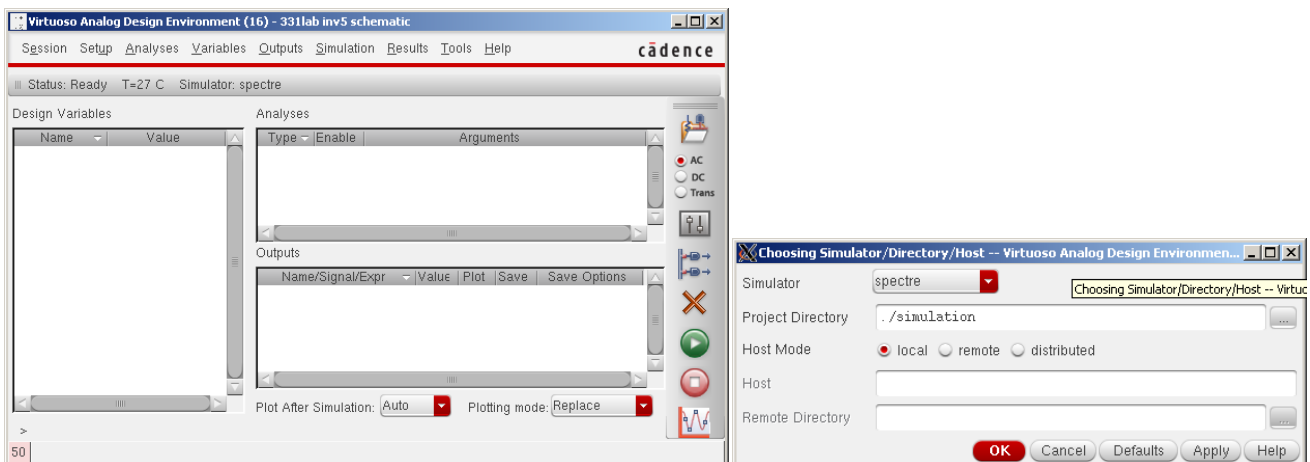 Virtuoso Analog Design Environment (16) - 331lab inv5 schematic
Session Setup Analyses Variables Outputs Simulation Results Tools Help cādence
Status: Ready T=27 C Simulator: spectre
Design Variables
Name Value
Analyses
Type Enable Arguments
AC
DC
Trans
Outputs
Name/Signal/Expr Value Plot Save Save Options
Plot After Simulation: Auto Plotting mode: Replace
>
50
Choosing Simulator/Directory/Host -- Virtuoso Analog Design Environmen...
Simulator spectre
Choosing Simulator/Directory/Host -- Virtuo
Project Directory ./simulation ...
Host Mode local remote distributed
Host
Remote Directory ...
OK Cancel Defaults Apply Help